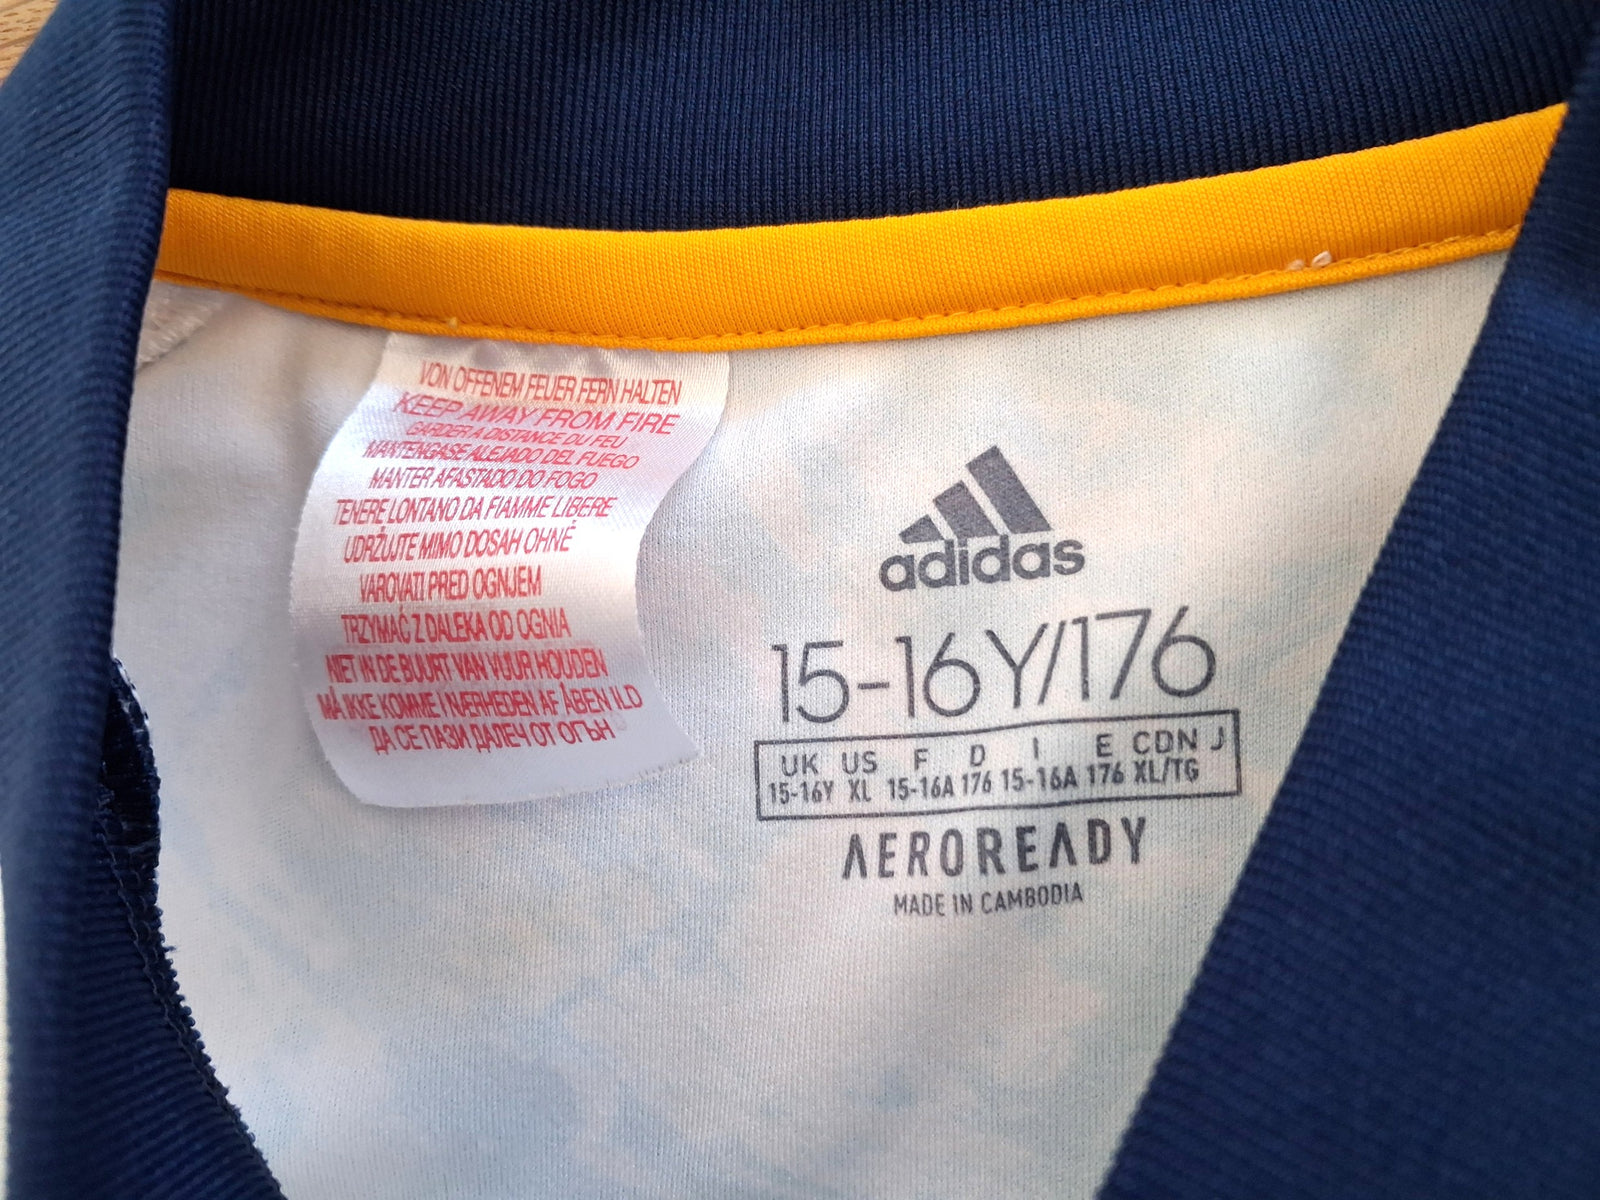 VON OFFENEM FEUER FERN HALTEN
KEEP AWAY FROM FIRE
GARDER A DISTANCE DU FEU
MANTENGASE ALEJADO DEL FUEGO
MANTER AFASTADO DO FOGO
TENERE LONTANO DA FIAMME LIBERE
UDRŽUJTE MIMO DOSAH OHNĚ
VAROVATI PRED OGNJEM
TRZYMAĆ Z DALEKA OD OGNIA
NIET IN DE BUURT VAN VUUR HOUDEN
MÅ IKKE KOMME I NÆRHEDEN AF ÅBEN ILD
ДА СЕ ПАЗИ ДАЛЕЧ ОТ ОГЪН
adidas
15-16Y/176
UK US F D I E CDN J
15-16Y XL 15-16A 176 15-16A 176 XL/TG
AEROREADY
MADE IN CAMBODIA